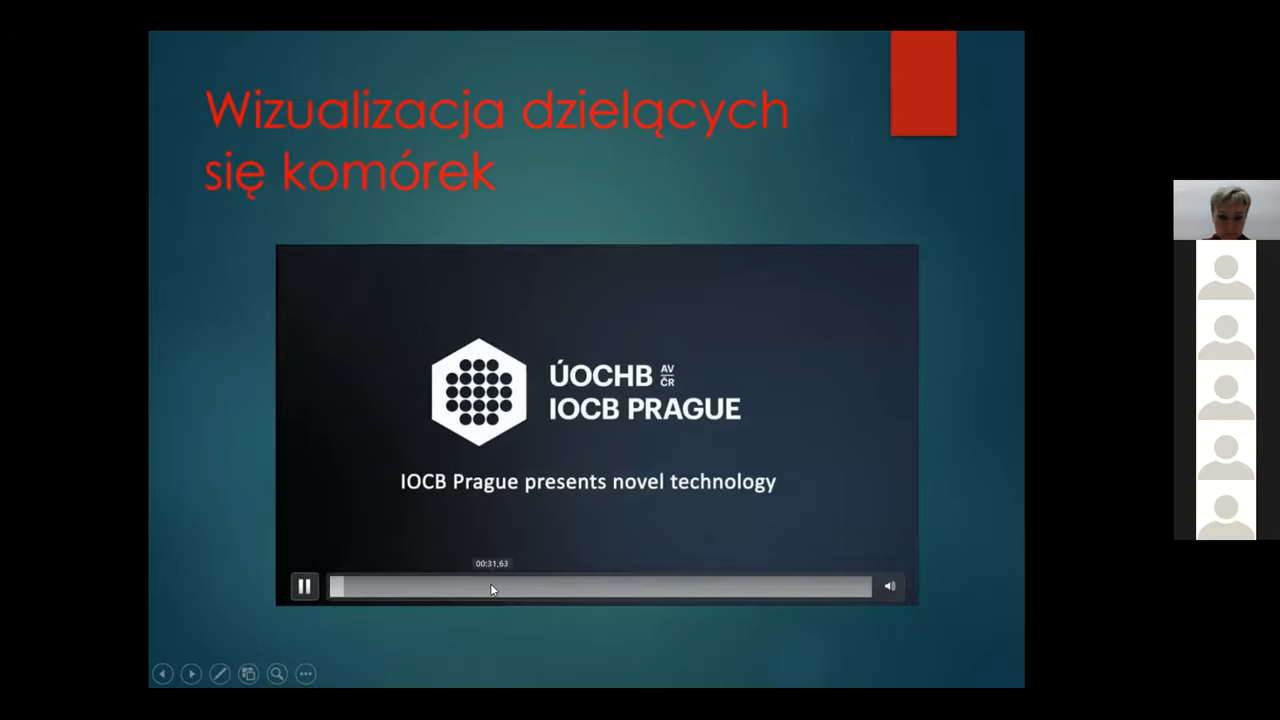 Wizualizacja dzielących
się komórek
ÚOCHB AV ČR
IOCB PRAGUE
IOCB Prague presents novel technology
00:31,63